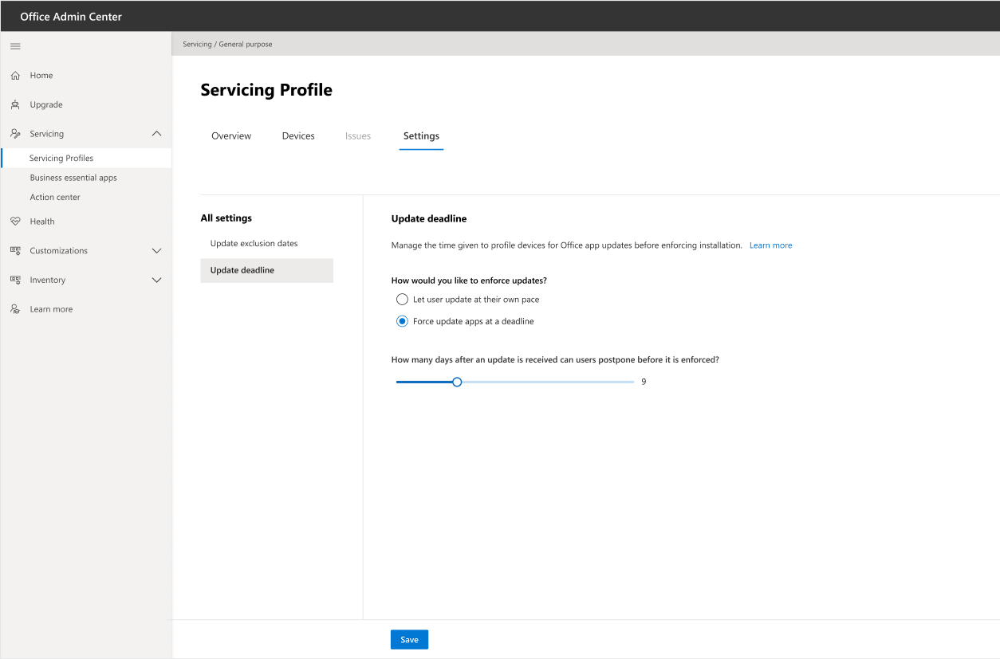 Office Admin Center
Servicing / General purpose
Home
Upgrade
Servicing
Servicing Profiles
Business essential apps
Action center
Health
Customizations
Inventory
Learn more
Servicing Profile
Overview Devices Issues Settings
All settings
Update exclusion dates
Update deadline
Update deadline
Manage the time given to profile devices for Office app updates before enforcing installation. Learn more
How would you like to enforce updates?
Let user update at their own pace
Force update apps at a deadline
How many days after an update is received can users postpone before it is enforced?
9
Save